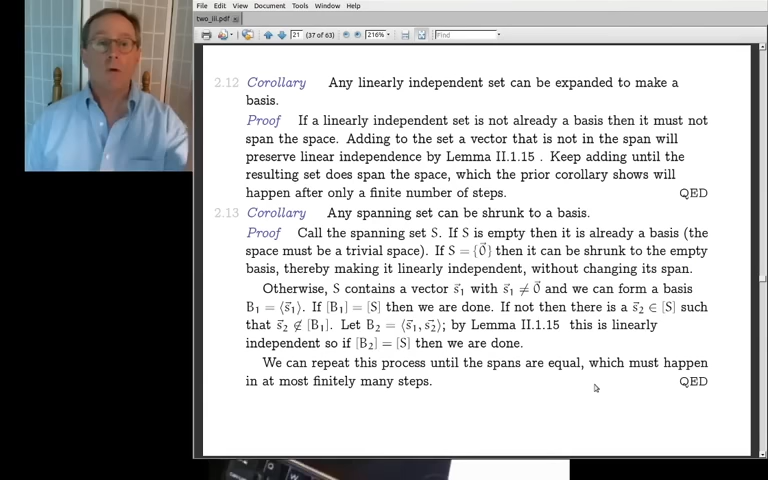 File Edit View Document Tools Window Help
two_iii.pdf
21 (37 of 63) 216% Find
2.12 Corollary Any linearly independent set can be expanded to make a
basis.
Proof If a linearly independent set is not already a basis then it must not
span the space. Adding to the set a vector that is not in the span will
preserve linear independence by Lemma II.1.15 . Keep adding until the
resulting set does span the space, which the prior corollary shows will
happen after only a finite number of steps. QED
2.13 Corollary Any spanning set can be shrunk to a basis.
Proof Call the spanning set S. If S is empty then it is already a basis (the
space must be a trivial space). If S = {0⃗} then it can be shrunk to the empty
basis, thereby making it linearly independent, without changing its span.
Otherwise, S contains a vector s⃗₁ with s⃗₁ ≠ 0⃗ and we can form a basis
B₁ = ⟨s⃗₁⟩. If [B₁] = [S] then we are done. If not then there is a s⃗₂ ∈ [S] such
that s⃗₂ ∉ [B₁]. Let B₂ = ⟨s⃗₁, s⃗₂⟩; by Lemma II.1.15 this is linearly
independent so if [B₂] = [S] then we are done.
We can repeat this process until the spans are equal, which must happen
in at most finitely many steps. QED